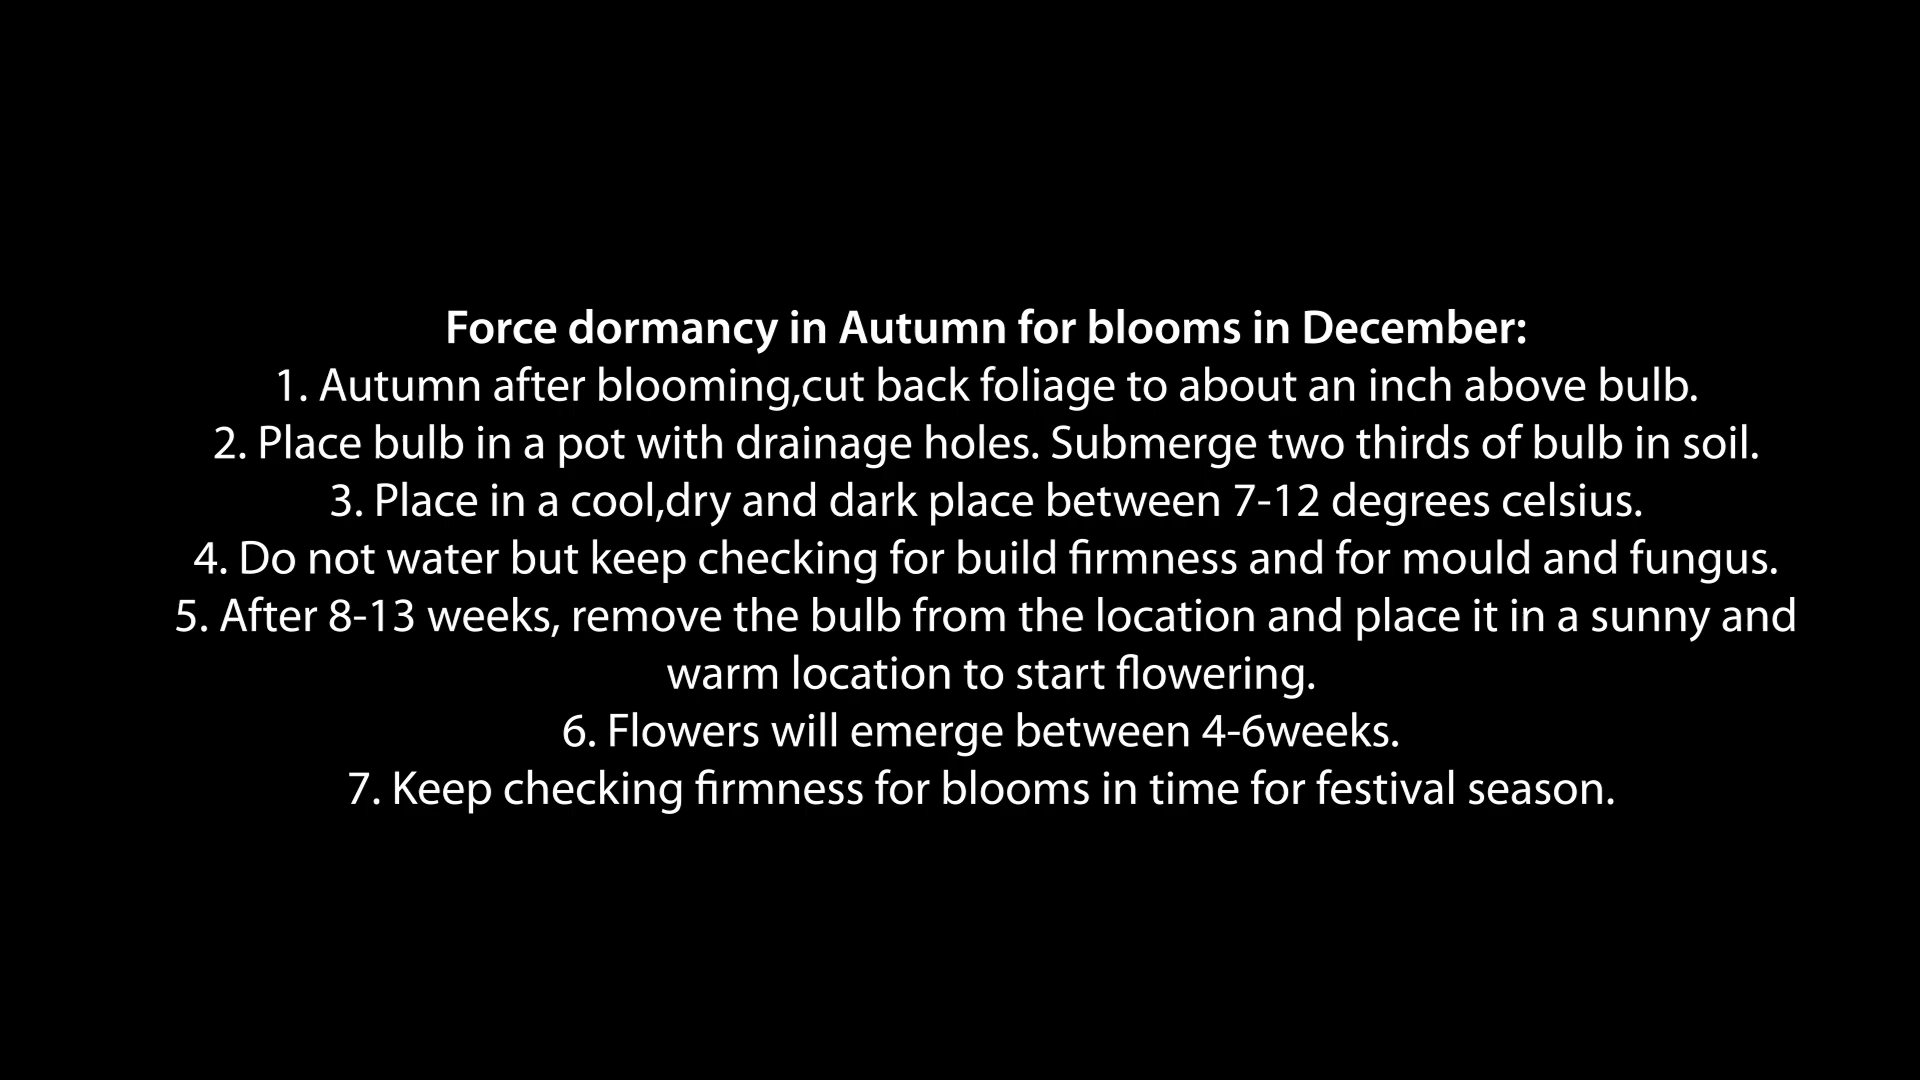 Force dormancy in Autumn for blooms in December:
1. Autumn after blooming,cut back foliage to about an inch above bulb.
2. Place bulb in a pot with drainage holes. Submerge two thirds of bulb in soil.
3. Place in a cool,dry and dark place between 7-12 degrees celsius.
4. Do not water but keep checking for build firmness and for mould and fungus.
5. After 8-13 weeks, remove the bulb from the location and place it in a sunny and
warm location to start flowering.
6. Flowers will emerge between 4-6weeks.
7. Keep checking firmness for blooms in time for festival season.